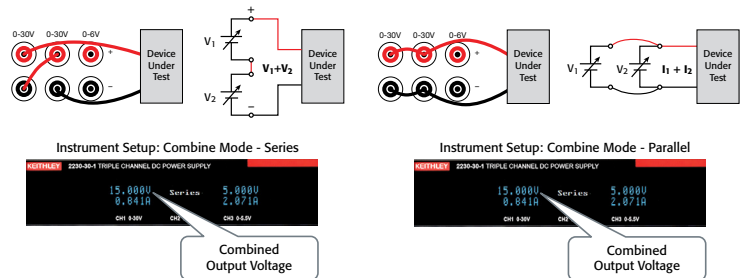 0-30V 0-30V 0-6V
+
−
Device
Under
Test
+
V1
V1+V2
V2
−
Device
Under
Test
0-30V 0-30V 0-6V
+
−
Device
Under
Test
V1
V2
I1 + I2
Device
Under
Test
Instrument Setup: Combine Mode - Series
KEITHLEY 2230-30-1 TRIPLE CHANNEL DC POWER SUPPLY
15.000V Series 5.000V
0.841A 2.071A
CH1 0-30V CH2 CH3 0-5.5V
Combined
Output Voltage
Instrument Setup: Combine Mode - Parallel
KEITHLEY 2230-30-1 TRIPLE CHANNEL DC POWER SUPPLY
15.000V Series 5.000V
0.841A 2.071A
CH1 0-30V CH2 CH3 0-5.5V
Combined
Output Voltage